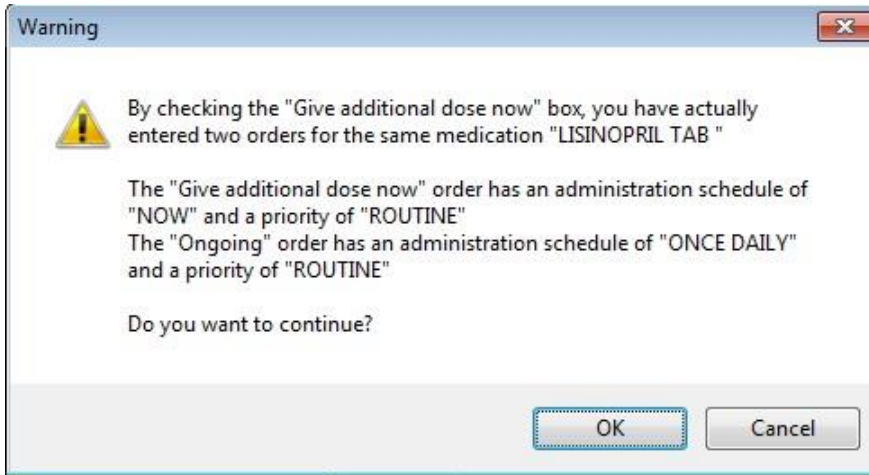 Warning
By checking the "Give additional dose now" box, you have actually
entered two orders for the same medication "LISINOPRIL TAB "
The "Give additional dose now" order has an administration schedule of
"NOW" and a priority of "ROUTINE"
The "Ongoing" order has an administration schedule of "ONCE DAILY"
and a priority of "ROUTINE"
Do you want to continue?
OK
Cancel